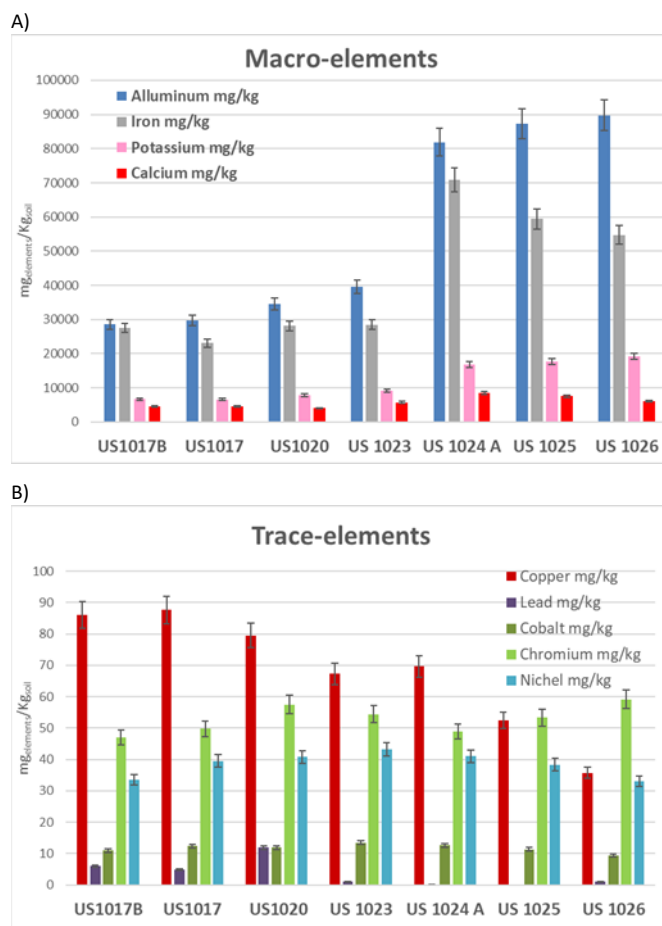 A)
Macro-elements
100000
90000
80000
70000
60000
50000
40000
30000
20000
10000
0
mgelements/Kgsoil
Alluminum mg/kg
Iron mg/kg
Potassium mg/kg
Calcium mg/kg
US1017B US1017 US1020 US 1023 US 1024 A US 1025 US 1026
B)
Trace-elements
100
90
80
70
60
50
40
30
20
10
0
mgelements/Kgsoil
Copper mg/kg
Lead mg/kg
Cobalt mg/kg
Chromium mg/kg
Nichel mg/kg
US1017B US1017 US1020 US 1023 US 1024 A US 1025 US 1026